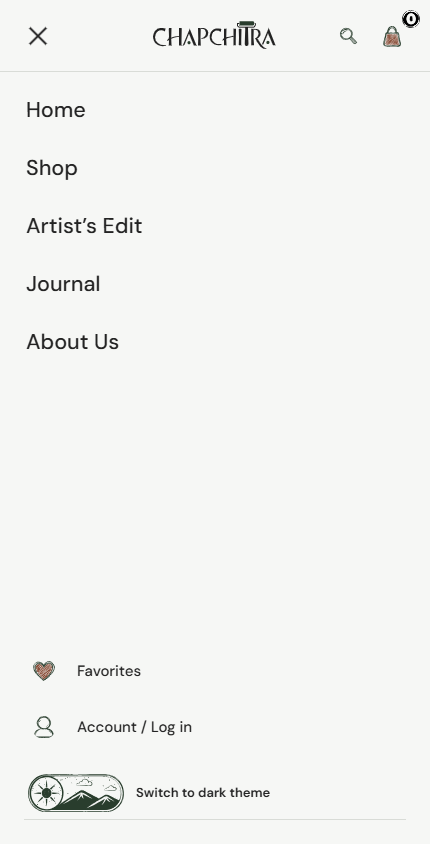 CHAPCHITRA
0
Home
Shop
Artist’s Edit
Journal
About Us
Favorites
Account / Log in
Switch to dark theme